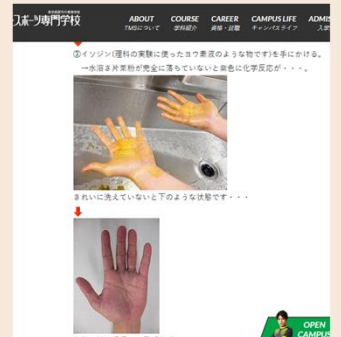 スポーツ専門学校
ABOUT
TMSについて
COURSE
学科紹介
CAREER
資格・就職
CAMPUS LIFE
キャンパスライフ
ADMIS
入学
③イソジン(理科の実験に使ったヨウ素液のような物です)を手にかける。
→水溶き片栗粉が完全に落ちていないと紫色に化学反応が・・・。
きれいに洗えていないと下のような状態です・・・
OPEN
CAMPUS